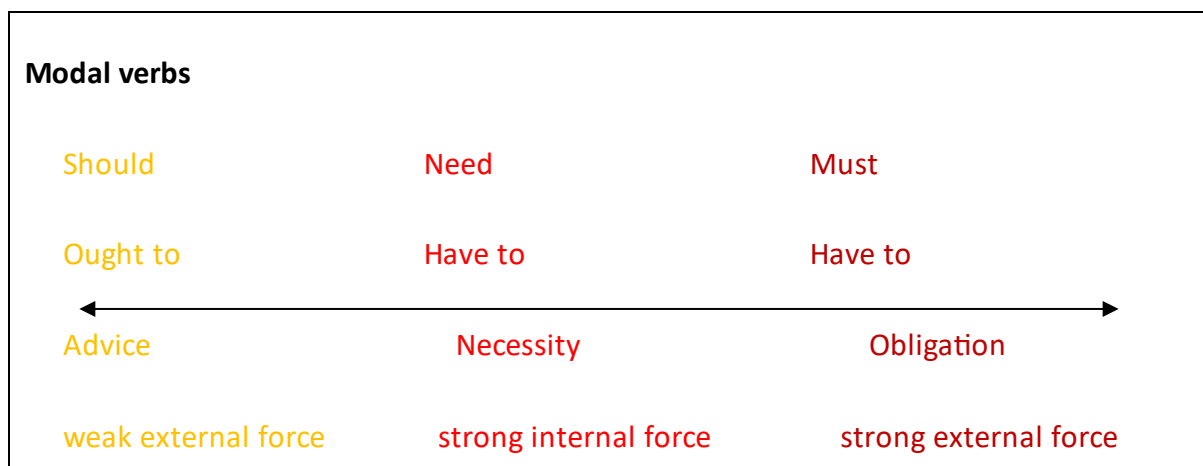 Modal verbs
Should Need Must
Ought to Have to Have to
Advice Necessity Obligation
weak external force strong internal force strong external force